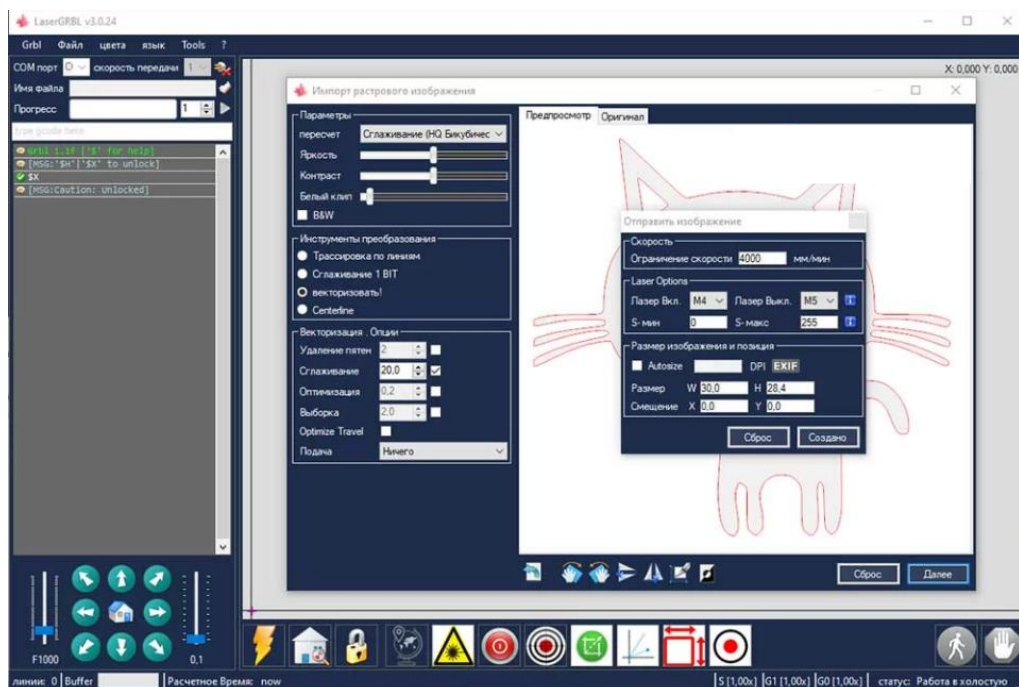 LaserGRBL v3.0.24
Grbl Файл цвета язык Tools ?
COM порт скорость передачи 1
Имя файла
Прогресс 1
type gcode here
Grbl 1.1f ['$' for help]
[MSG:'$H'|'$X' to unlock]
$X
[MSG:Caution: Unlocked]
X: 0,000 Y: 0,000
Импорт растрового изображения
Параметры
пересчет Сглаживание (HQ Бикубичес
Яркость
Контраст
Белый клип
B&W
Инструменты преобразования
Трассировка по линиям
Сглаживание 1 BIT
векторизовать!
Centerline
Векторизация . Опции
Удаление пятен 2
Сглаживание 20,0
Оптимизация 0,2
Выборка 2,0
Optimize Travel
Подача Ничего
Предпросмотр Оригинал
Отправить изображение
Скорость
Ограничение скорости 4000 мм/мин
Laser Options
Лазер Вкл. M4 Лазер Выкл. M5
S-мин 0 S-макс 255
Размер изображения и позиция
Autosize DPI EXIF
Размер W 30,0 H 28,4
Смещение X 0,0 Y 0,0
Сброс Создано
Сброс Далее
F1000 0,1
линии: 0 Buffer Расчетное Время: now S [1,00x] G1 [1,00x] G0 [1,00x] статус: Работа в холостую